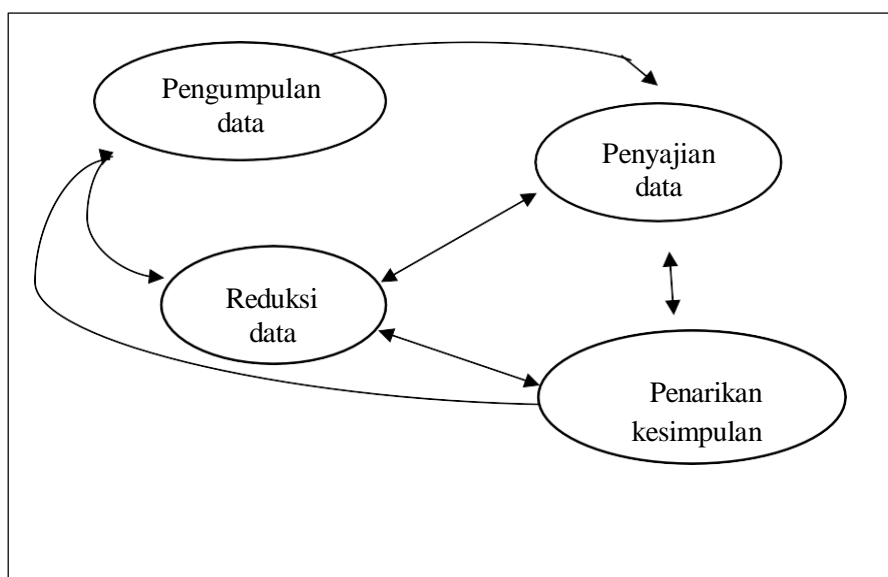 Pengumpulan
data
Penyajian
data
Reduksi
data
Penarikan
kesimpulan